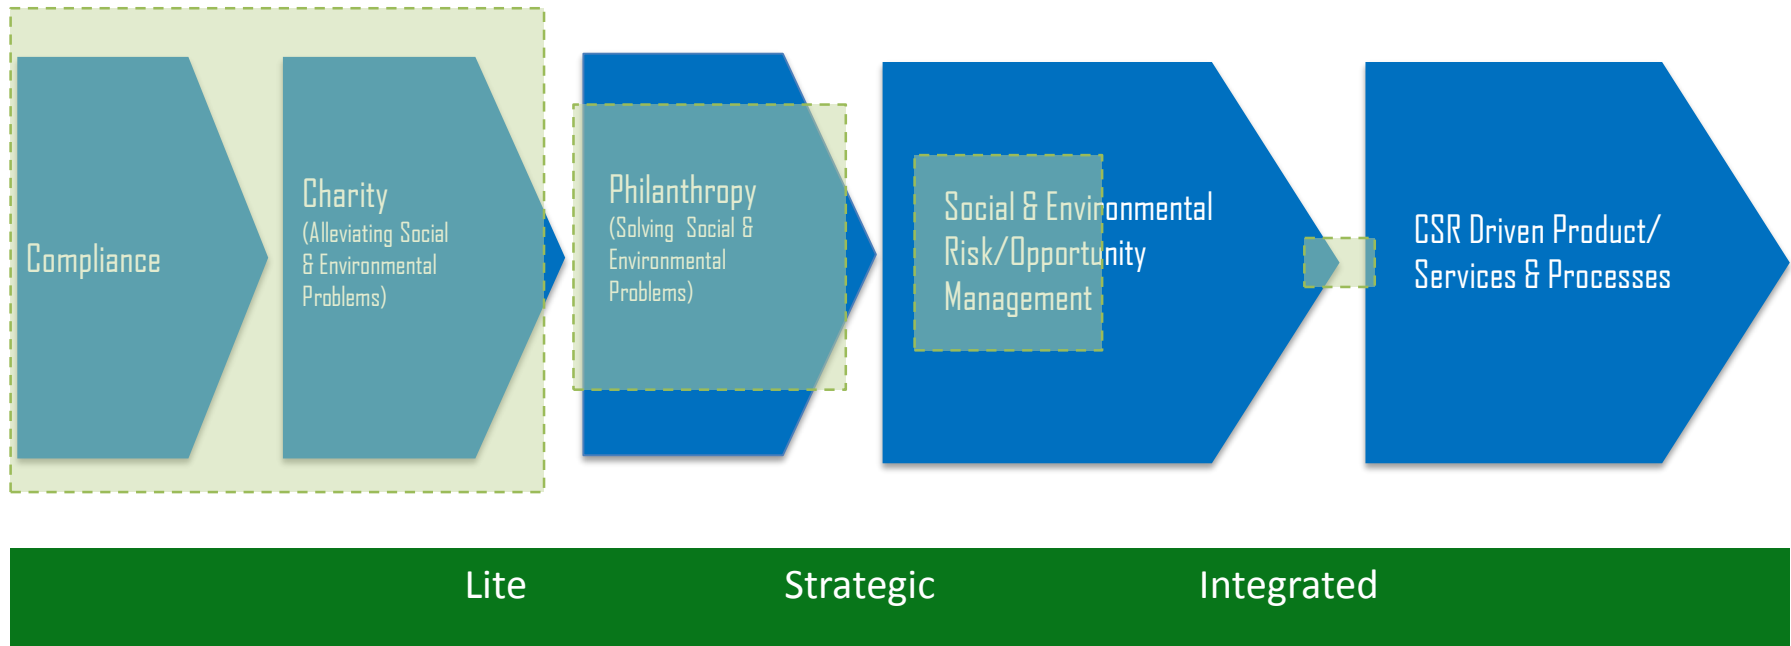 Compliance
Charity
(Alleviating Social
& Environmental
Problems)
Philanthropy
(Solving Social &
Environmental
Problems)
Social & Environmental
Risk/Opportunity
Management
CSR Driven Product/
Services & Processes
Lite
Strategic
Integrated